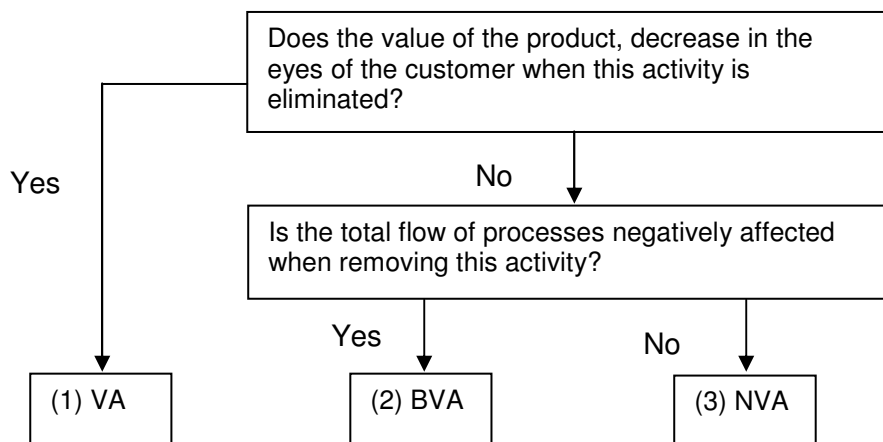 Does the value of the product, decrease in the
eyes of the customer when this activity is
eliminated?
Yes
No
Is the total flow of processes negatively affected
when removing this activity?
Yes
No
(1) VA
(2) BVA
(3) NVA